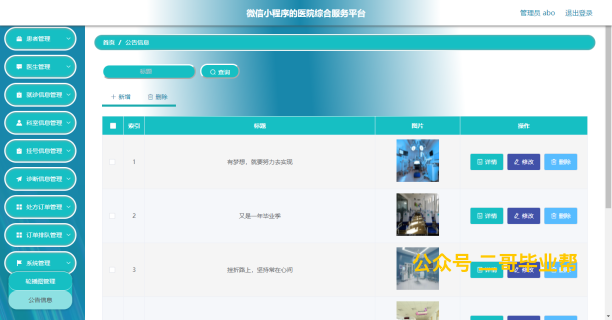 微信小程序的医院综合服务平台
管理员 abo 退出登录
患者管理
医生管理
就诊信息管理
科室信息管理
挂号信息管理
诊断信息管理
处方订单管理
订单排队管理
系统管理
轮播图管理
公告信息
首页 / 公告信息
标题
查询
+ 新增 删除
索引 标题 图片 操作
1 有梦想，就要努力去实现 详情 修改 删除
2 又是一年毕业季 详情 修改 删除
3 挫折路上，坚持常在心间 详情 修改 删除
公众号 二哥毕业帮